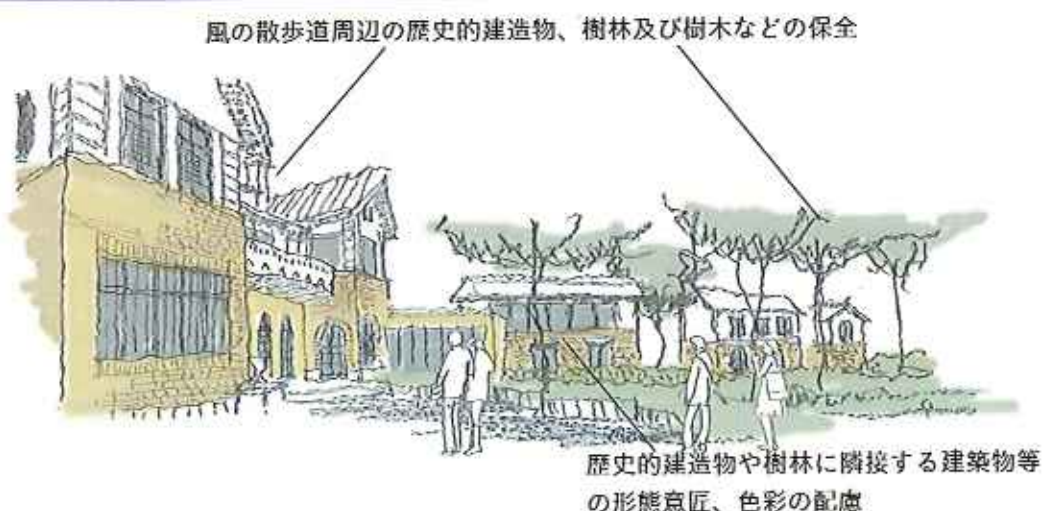 風の散歩道周辺の歴史的建造物、樹林及び樹木などの保全
歴史的建造物や樹林に隣接する建築物等
の形態意匠、色彩の配慮